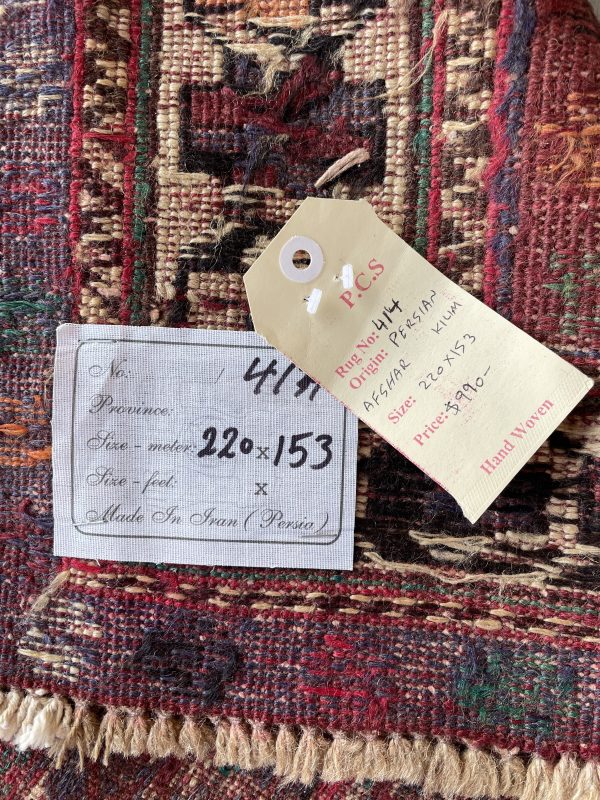 P.C.S
Rug No: 414
Origin: PERSIAN
AFSHAR KILIM
Size: 220X153
Price: $990-
Hand Woven
No: / 414
Province:
Size - meter: 220 x 153
Size - feet: x
Made In Iran ( Persia )